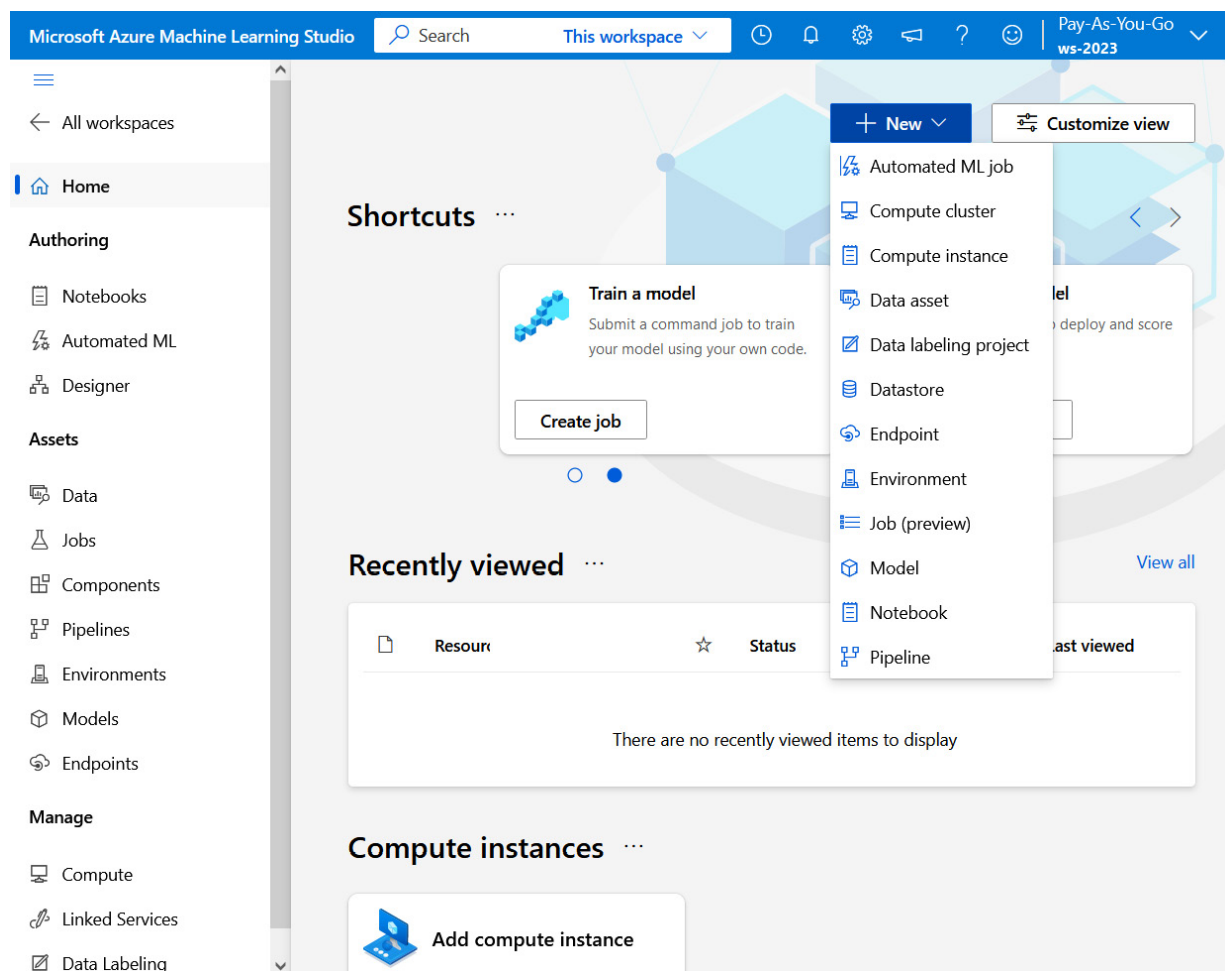 Microsoft Azure Machine Learning Studio
Search
This workspace
Pay-As-You-Go
ws-2023
All workspaces
Home
Authoring
Notebooks
Automated ML
Designer
Assets
Data
Jobs
Components
Pipelines
Environments
Models
Endpoints
Manage
Compute
Linked Services
Data Labeling
New
Customize view
Automated ML job
Compute cluster
Compute instance
Data asset
Data labeling project
Datastore
Endpoint
Environment
Job (preview)
Model
Notebook
Pipeline
Shortcuts ...
Train a model
Submit a command job to train
your model using your own code.
Create job
deploy and score
Recently viewed ...
View all
Status
viewed
There are no recently viewed items to display
Compute instances ...
Add compute instance